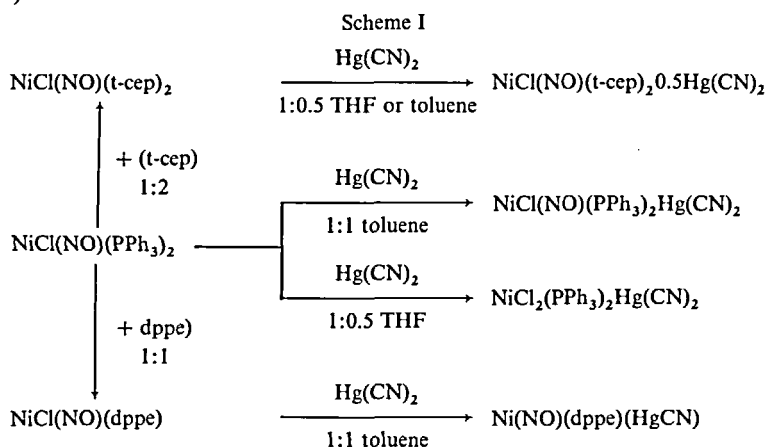 Scheme I
NiCl(NO)(t-cep)₂
Hg(CN)₂
1:0.5 THF or toluene
NiCl(NO)(t-cep)₂0.5Hg(CN)₂
+ (t-cep)
1:2
Hg(CN)₂
1:1 toluene
NiCl(NO)(PPh₃)₂Hg(CN)₂
NiCl(NO)(PPh₃)₂
Hg(CN)₂
1:0.5 THF
NiCl₂(PPh₃)₂Hg(CN)₂
+ dppe)
1:1
NiCl(NO)(dppe)
Hg(CN)₂
1:1 toluene
Ni(NO)(dppe)(HgCN)